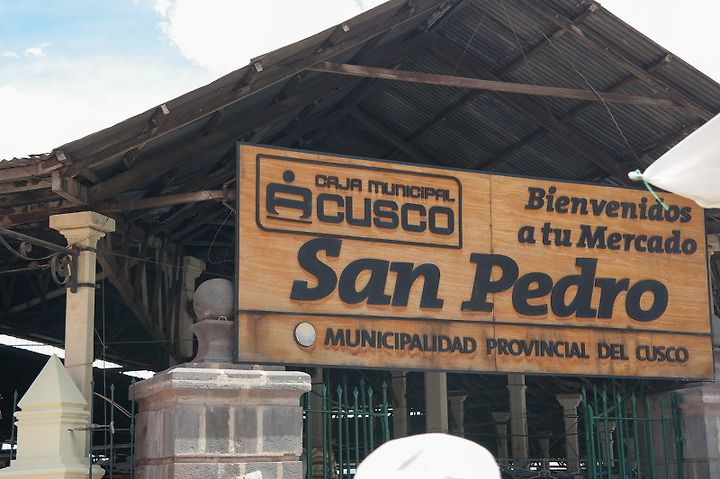 CAJA MUNICIPAL
CUSCO
Bienvenidos
a tu Mercado
San Pedro
MUNICIPALIDAD PROVINCIAL DEL CUSCO